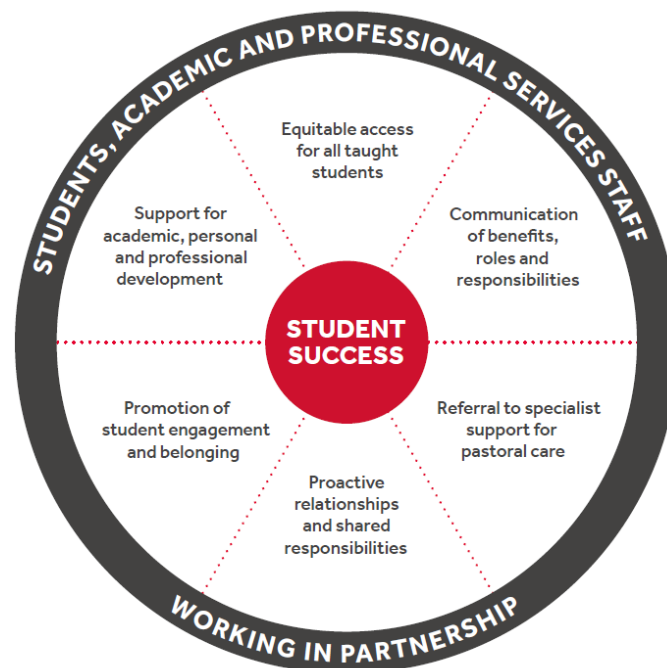 STUDENTS, ACADEMIC AND PROFESSIONAL SERVICES STAFF
Equitable access
for all taught
students
Communication
of benefits,
roles and
responsibilities
Referral to specialist
support for
pastoral care
Proactive
relationships
and shared
responsibilities
Promotion of
student engagement
and belonging
Support for
academic, personal
and professional
development
STUDENT
SUCCESS
WORKING IN PARTNERSHIP